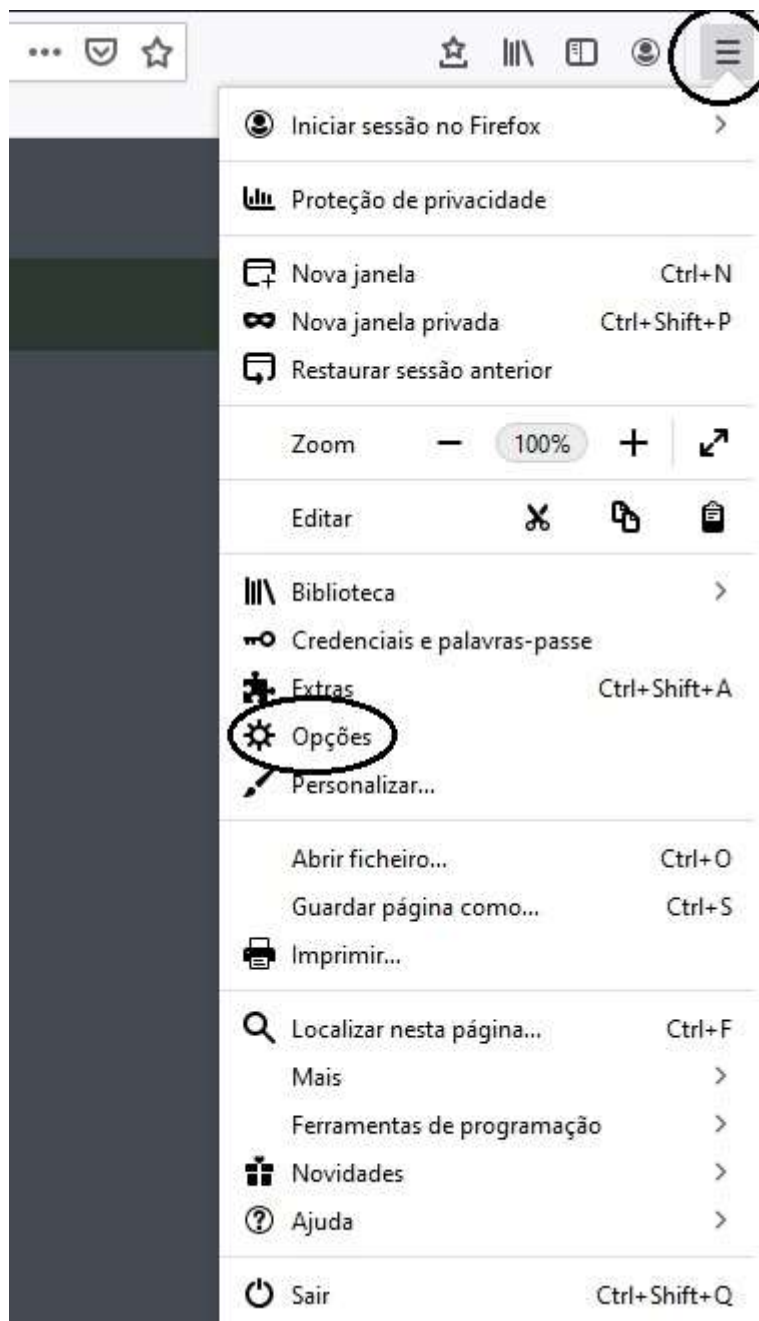 Iniciar sessão no Firefox
Proteção de privacidade
Nova janela Ctrl+N
Nova janela privada Ctrl+Shift+P
Restaurar sessão anterior
Zoom 100%
Editar
Biblioteca
Credenciais e palavras-passe
Extras Ctrl+Shift+A
Opções
Personalizar...
Abrir ficheiro... Ctrl+O
Guardar página como... Ctrl+S
Imprimir...
Localizar nesta página... Ctrl+F
Mais
Ferramentas de programação
Novidades
Ajuda
Sair Ctrl+Shift+Q